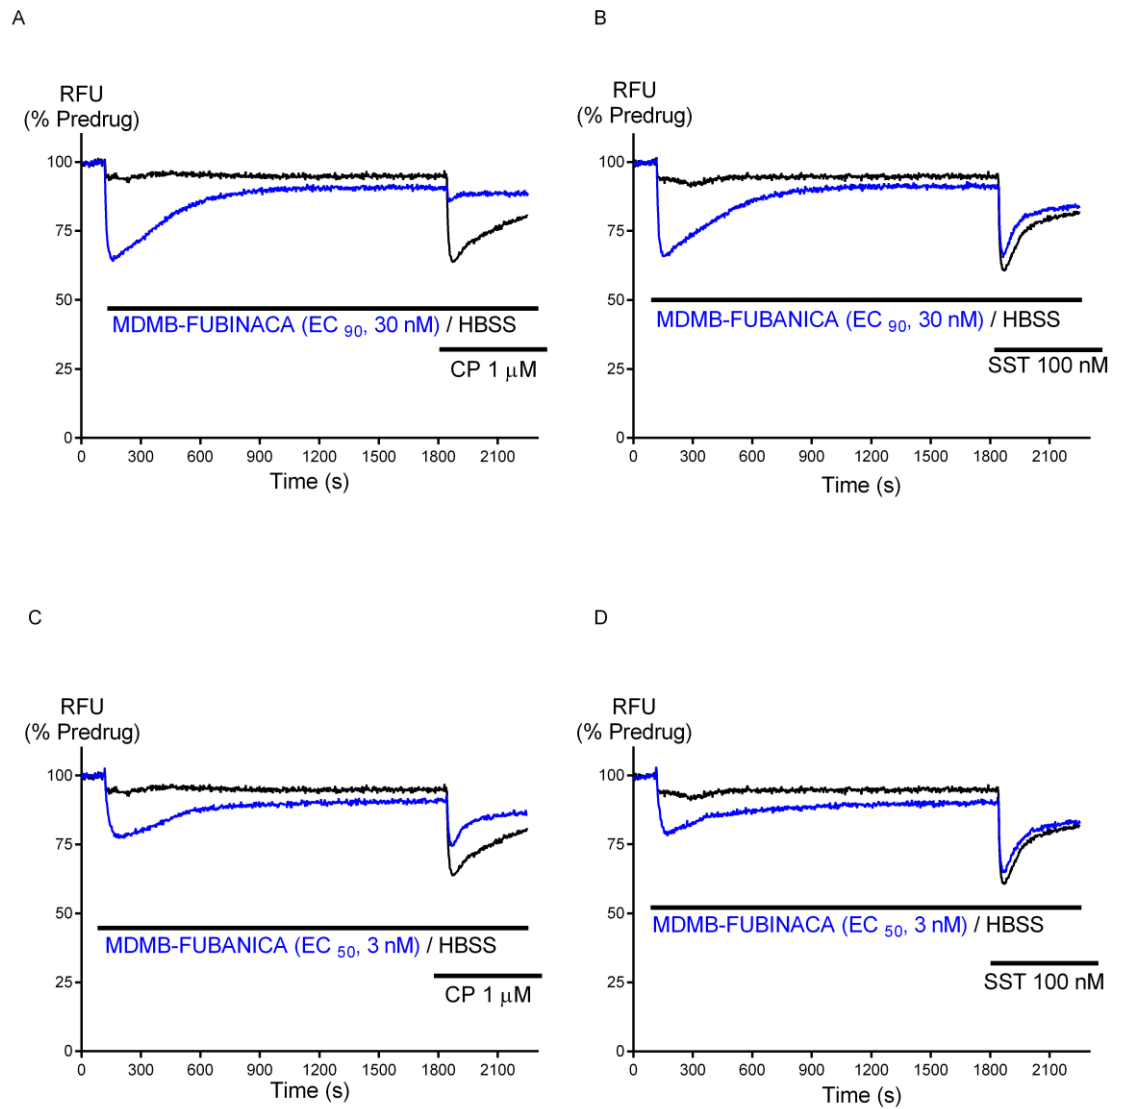 A
RFU
(% Predrug)
100
75
50
25
0
MDMB-FUBINACA (EC 90, 30 nM) / HBSS
CP 1 μM
0 300 600 900 1200 1500 1800 2100
Time (s)
B
RFU
(% Predrug)
100
75
50
25
0
MDMB-FUBANICA (EC 90, 30 nM) / HBSS
SST 100 nM
0 300 600 900 1200 1500 1800 2100
Time (s)
C
RFU
(% Predrug)
100
75
50
25
0
MDMB-FUBANICA (EC 50, 3 nM) / HBSS
CP 1 μM
0 300 600 900 1200 1500 1800 2100
Time (s)
D
RFU
(% Predrug)
100
75
50
25
0
MDMB-FUBINACA (EC 50, 3 nM) / HBSS
SST 100 nM
0 300 600 900 1200 1500 1800 2100
Time (s)